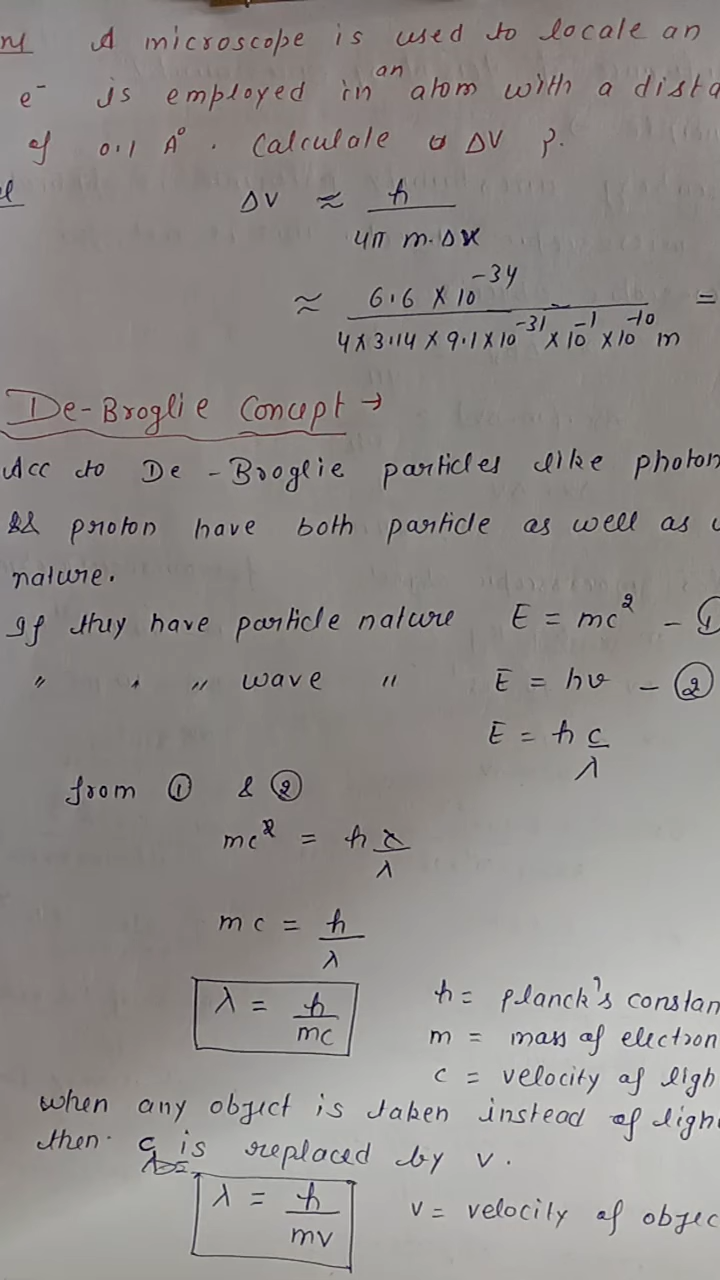 A microscope is used to locale an
e⁻ is employed in an atom with a dista
of 0.1 A° . Calculale ΔV ?.
ΔV ≈ ħ / 4π m.Δx
≈ 6.6 × 10⁻³⁴ / 4 × 3.14 × 9.1 × 10⁻³¹ × 10⁻¹ × 10⁻¹⁰ m =
De-Broglie Concept →
Acc to De-Broglie particles like photon
&& proton have both particle as well as
nature.
If they have particle nature E = mc² - ①
" " " wave " E = hν - ②
E = ħ c/λ
from ① & ②
mc² = ħ c/λ
mc = ħ/λ
λ = ħ/mc
ħ = planck's constan
m = mass of electron
c = velocity of ligh
when any object is taken instead of ligh
then c is replaced by v.
λ = ħ/mv
v = velocity of objec